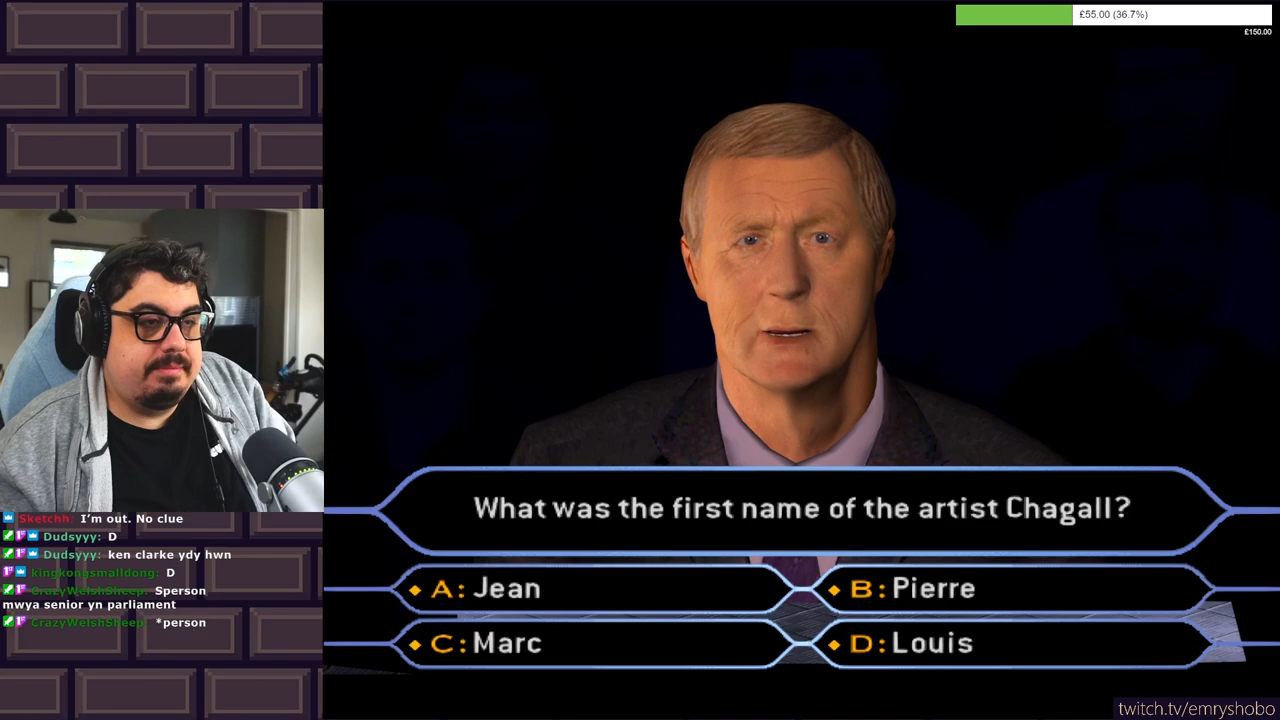 £55.00 (36.7%)
£150.00
What was the first name of the artist Chagall?
A: Jean
B: Pierre
C: Marc
D: Louis
Sketchh: I'm out. No clue
Dudsyyy: D
Dudsyyy: ken clarke ydy hwn
kingkongsmalldong: D
CrazyWelshSheep: Sperson
mwya senior yn parliament
CrazyWelshSheep: *person
twitch.tv/emryshobo